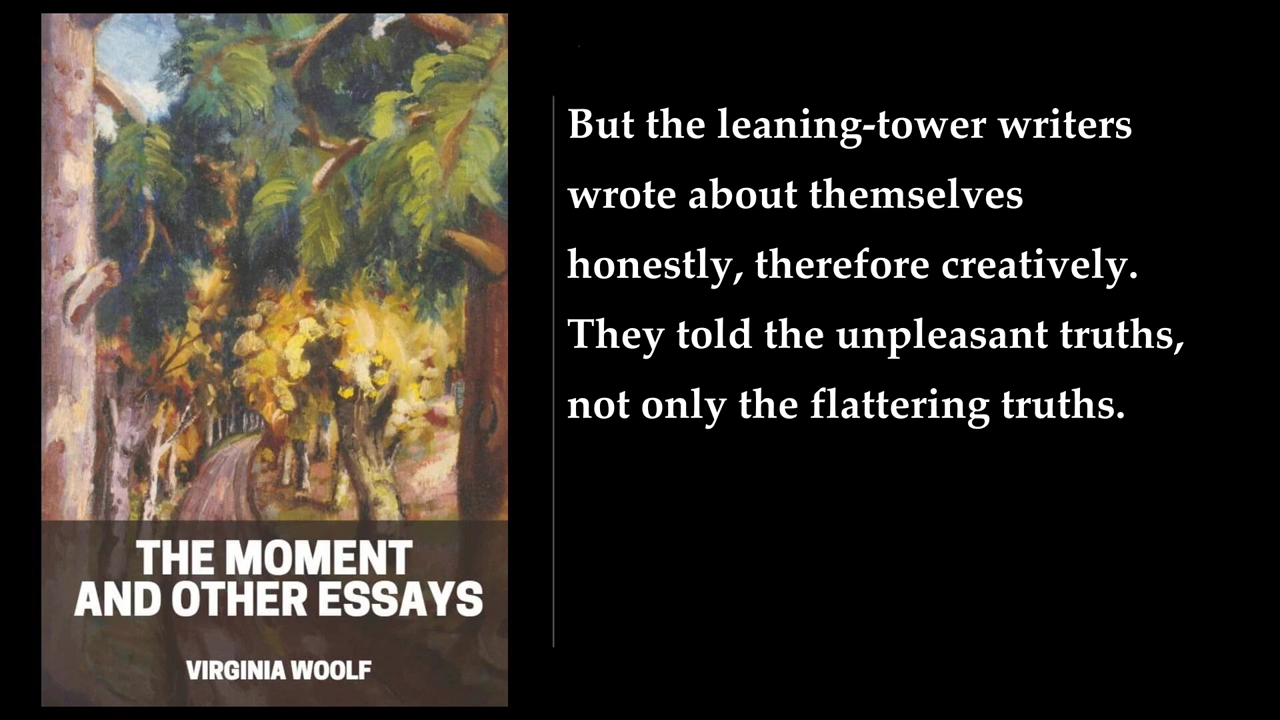 But the leaning-tower writers
wrote about themselves
honestly, therefore creatively.
They told the unpleasant truths,
not only the flattering truths.
THE MOMENT
AND OTHER ESSAYS
VIRGINIA WOOLF